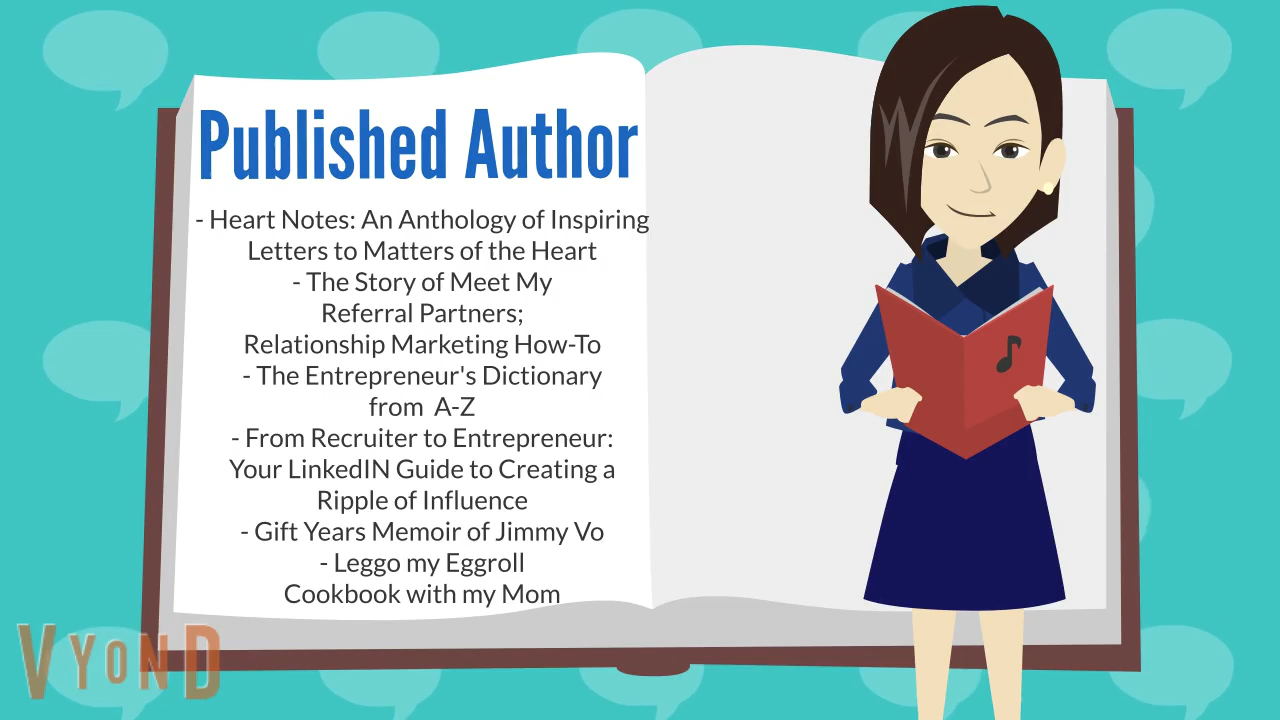 Published Author
- Heart Notes: An Anthology of Inspiring
Letters to Matters of the Heart
- The Story of Meet My
Referral Partners;
Relationship Marketing How-To
- The Entrepreneur's Dictionary
from  A-Z
- From Recruiter to Entrepreneur:
Your LinkedIN Guide to Creating a
Ripple of Influence
- Gift Years Memoir of Jimmy Vo
- Leggo my Eggroll
Cookbook with my Mom
VYOND